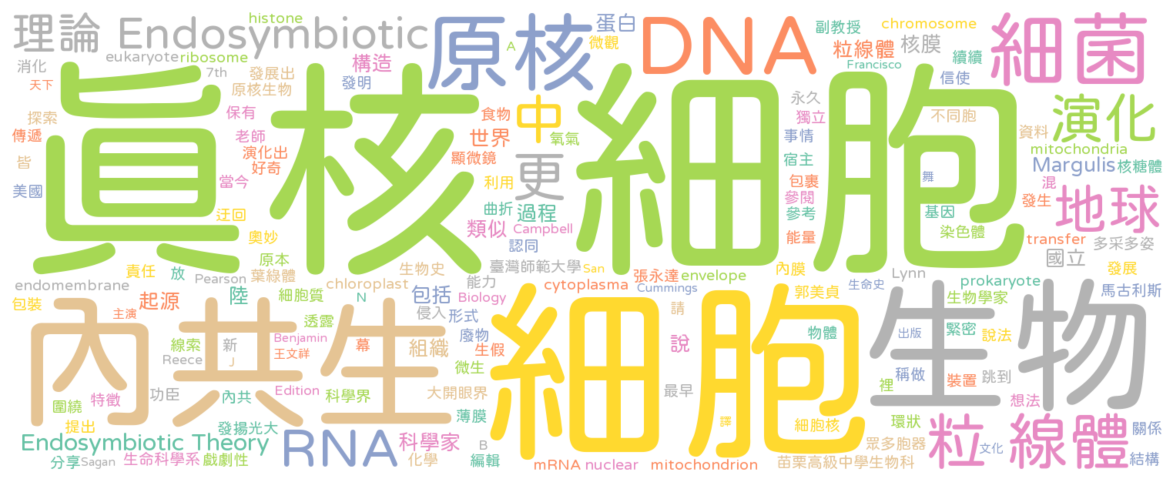 理論 Endosymbiotic
histone
原核
蛋白
DNA
副教授
chromosome
細菌
eukaryote
ribosome
A
微觀
粒線體
核膜
續續
消化
7th
發展出
構造
Francisco
信使
天下
原核生物
發明
真核細胞
永久
探索
保有
食物
中
獨立
不同胞
演化
傳遞
老師
世界
氧氣
事情
資料
mitochondria
皆
演化出
顯微鏡
更
宿主
Margulis
核糖體
好奇
美國
當今
利用
包裹
舞
混
參閱
基因
發生
地球
迂回
曲折
過程
參考
染色體
類似
Campbell
能量
transfer
多采多姿
奧妙
認同
原本
責任
放
Pearson
葉綠體
生物史
臺灣師範大學
San
張永達
envelope
內膜
Lynn
國立
發展
endomembrane
chloroplast
能力
cytoplasma
Cummings
生命史
prokaryote
包裝
起源
陸
細胞質
N
包括
Biology
郭美貞
生物學家
馬古利斯
主演
透露
侵入
形式
請
物體
出版
緊密
說法
內共生
細胞
生物
線索
新
Benjamin
廢物
幕
組織
生假
說
稱做
裝置
跳到
Reece
J
王文祥
裡
功臣
微生
最早
想法
特徵
內共
Edition
科學界
大開眼界
圍繞
薄膜
環狀
提出
發揚光大
譯
細胞核
關係
Endosymbiotic Theory
RNA
科學家
B
眾多胞器
粒線體
文化
分享
Sagan
生命科學系
戲劇性
化學
編輯
mRNA
nuclear
mitochondrion
苗栗高級中學生物科
結構